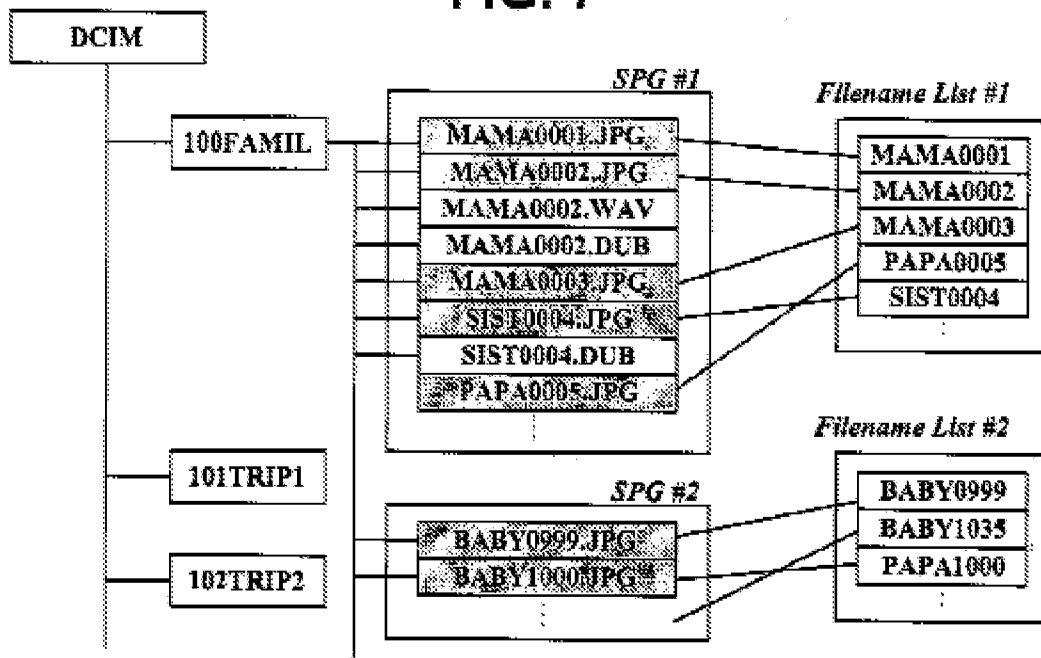 DCIM
100FAMIL
101TRIP1
102TRIP2
SPG #1
MAMA0001.JPG
MAMA0002.JPG
MAMA0002.WAV
MAMA0002.DUB
MAMA0003.JPG
SIST0004.JPG
SIST0004.DUB
PAPA0005.JPG
Filename List #1
MAMA0001
MAMA0002
MAMA0003
PAPA0005
SIST0004
SPG #2
BABY0999.JPG
BABY1000.JPG
Filename List #2
BABY0999
BABY1035
PAPA1000